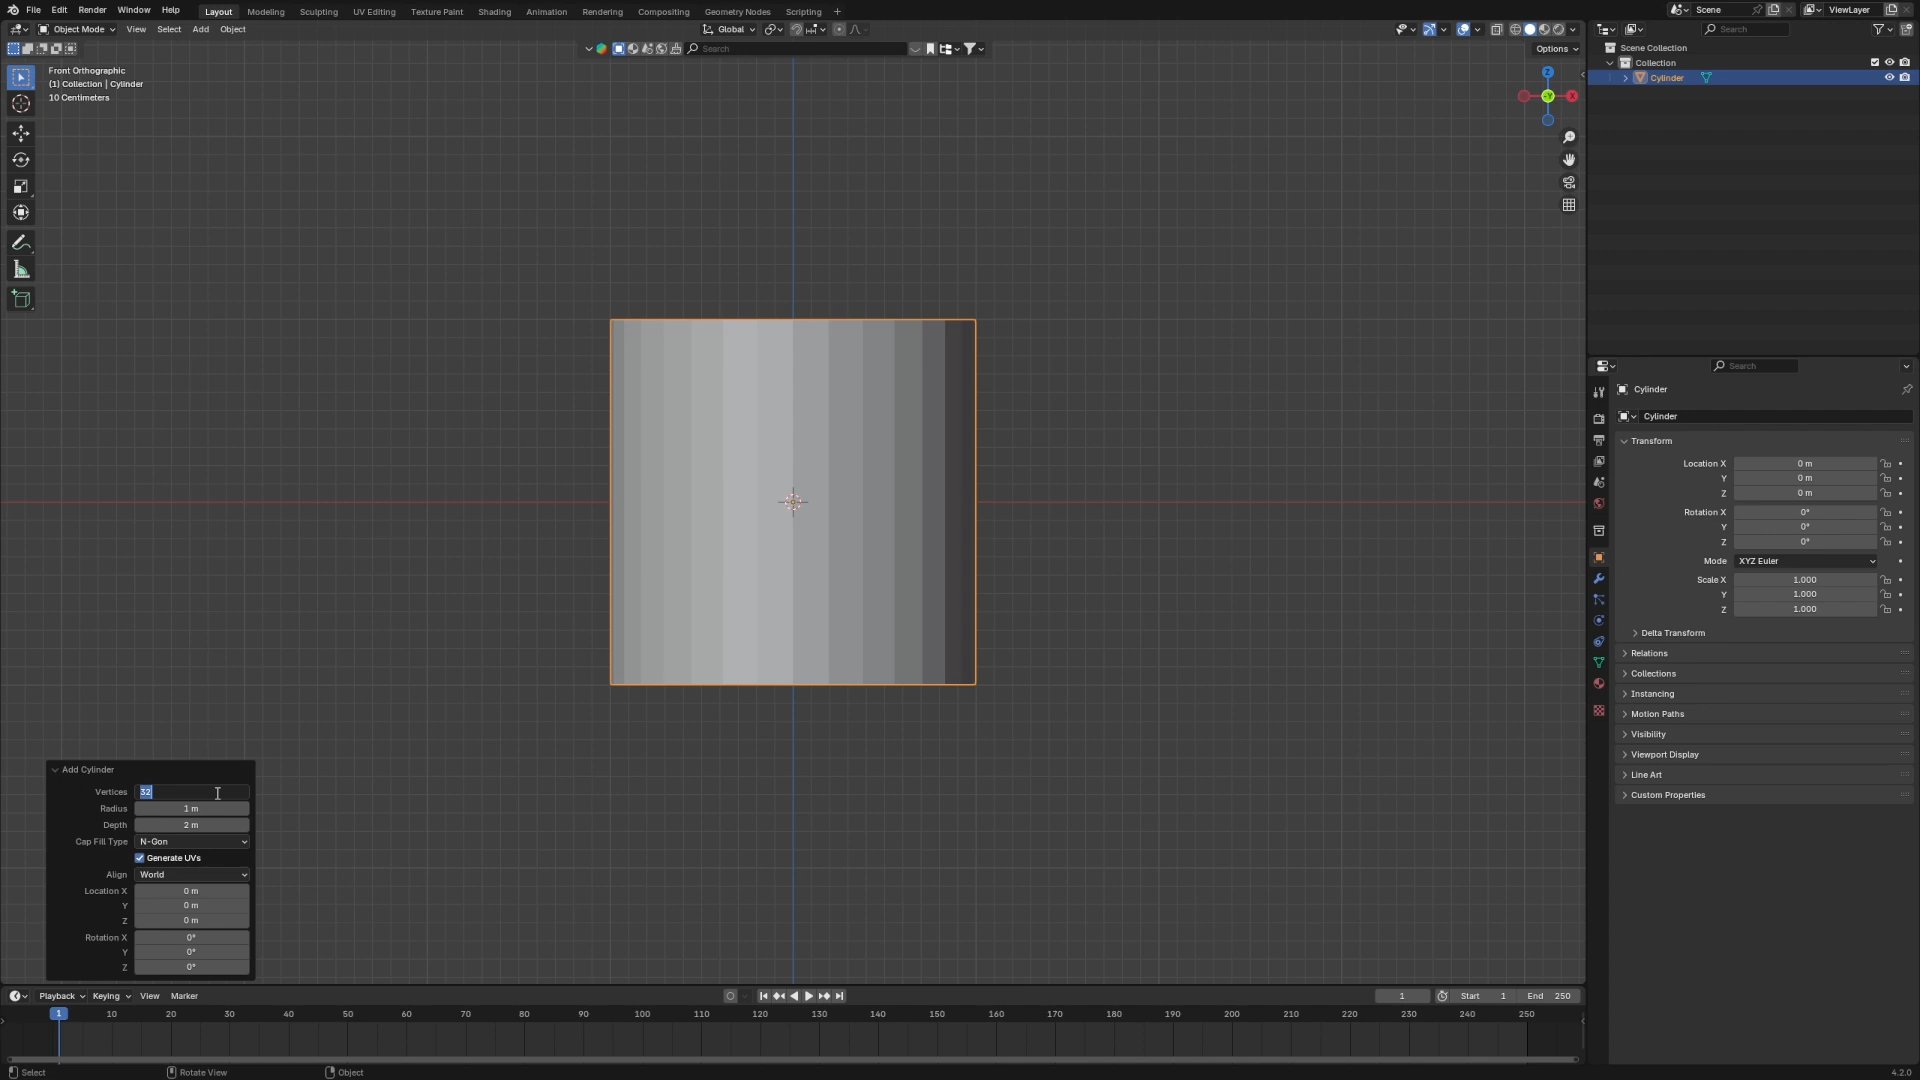 File Edit Render Window Help Layout Modeling Sculpting UV Editing Texture Paint Shading Animation Rendering Compositing Geometry Nodes Scripting + Scene ViewLayer
Object Mode View Select Add Object Global Search
Search Options
Front Orthographic
(1) Collection | Cylinder
10 Centimeters
Z
-Y
X
Scene Collection
Collection
Cylinder
Search
Cylinder
Cylinder
Transform
Location X 0 m
Y 0 m
Z 0 m
Rotation X 0°
Y 0°
Z 0°
Mode XYZ Euler
Scale X 1.000
Y 1.000
Z 1.000
Delta Transform
Relations
Collections
Instancing
Motion Paths
Visibility
Viewport Display
Line Art
Custom Properties
Add Cylinder
Vertices 32
Radius 1 m
Depth 2 m
Cap Fill Type N-Gon
Generate UVs
Align World
Location X 0 m
Y 0 m
Z 0 m
Rotation X 0°
Y 0°
Z 0°
Playback Keying View Marker 1 Start 1 End 250
1 10 20 30 40 50 60 70 80 90 100 110 120 130 140 150 160 170 180 190 200 210 220 230 240 250
Select Rotate View Object 4.2.0